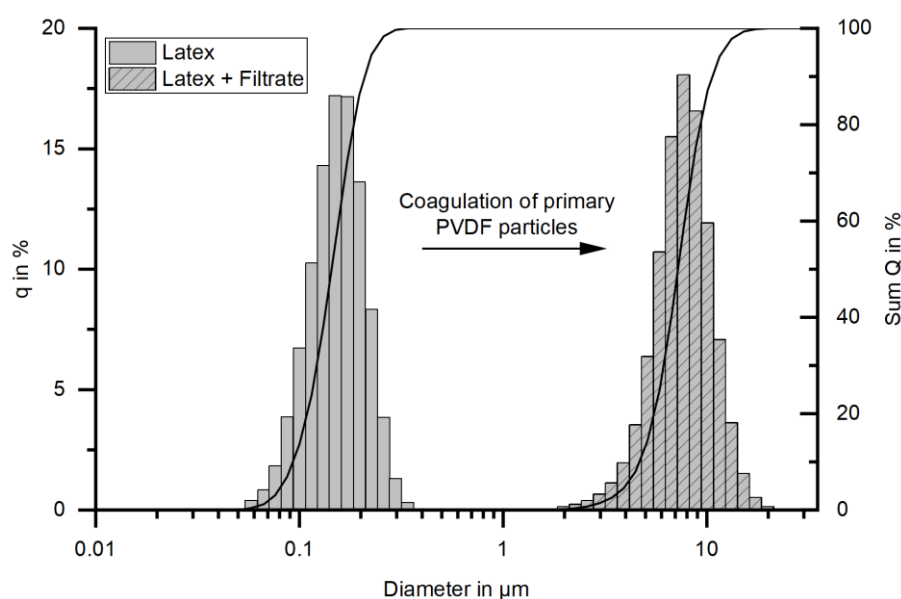 20
15
10
5
0
q in %
Latex
Latex + Filtrate
Coagulation of primary
PVDF particles
100
80
60
40
20
0
Sum Q in %
0.01
0.1
1
10
Diameter in µm